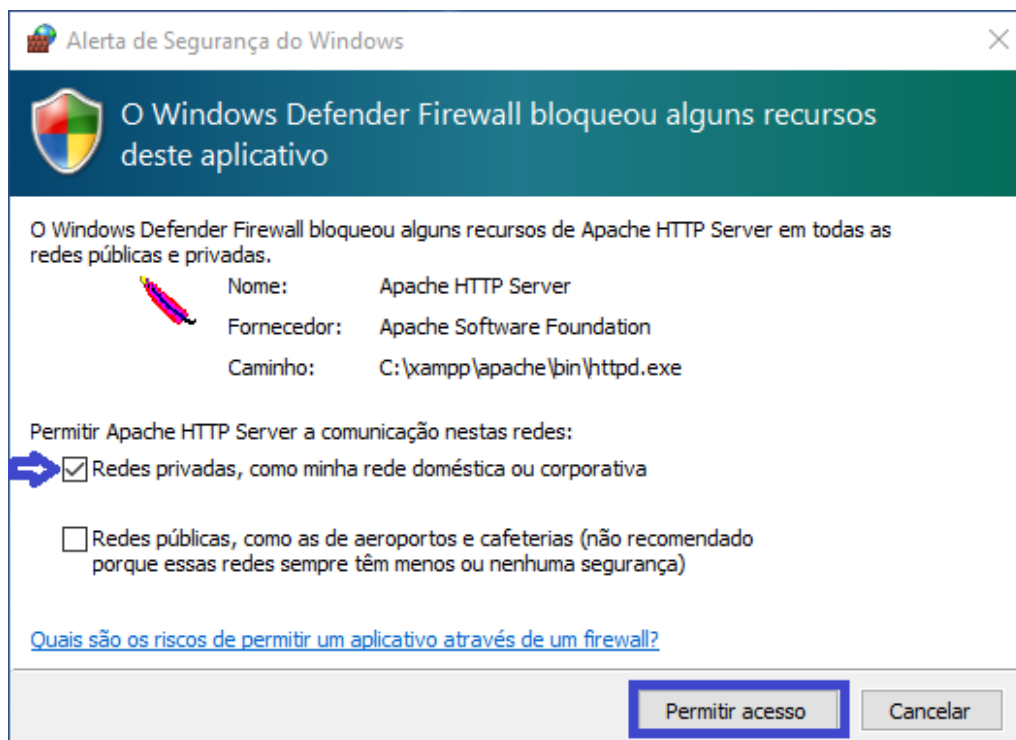 Alerta de Segurança do Windows
O Windows Defender Firewall bloqueou alguns recursos
deste aplicativo
O Windows Defender Firewall bloqueou alguns recursos de Apache HTTP Server em todas as
redes públicas e privadas.
Nome: Apache HTTP Server
Fornecedor: Apache Software Foundation
Caminho: C:\xampp\apache\bin\httpd.exe
Permitir Apache HTTP Server a comunicação nestas redes:
Redes privadas, como minha rede doméstica ou corporativa
Redes públicas, como as de aeroportos e cafeterias (não recomendado
porque essas redes sempre têm menos ou nenhuma segurança)
Quais são os riscos de permitir um aplicativo através de um firewall?
Permitir acesso Cancelar